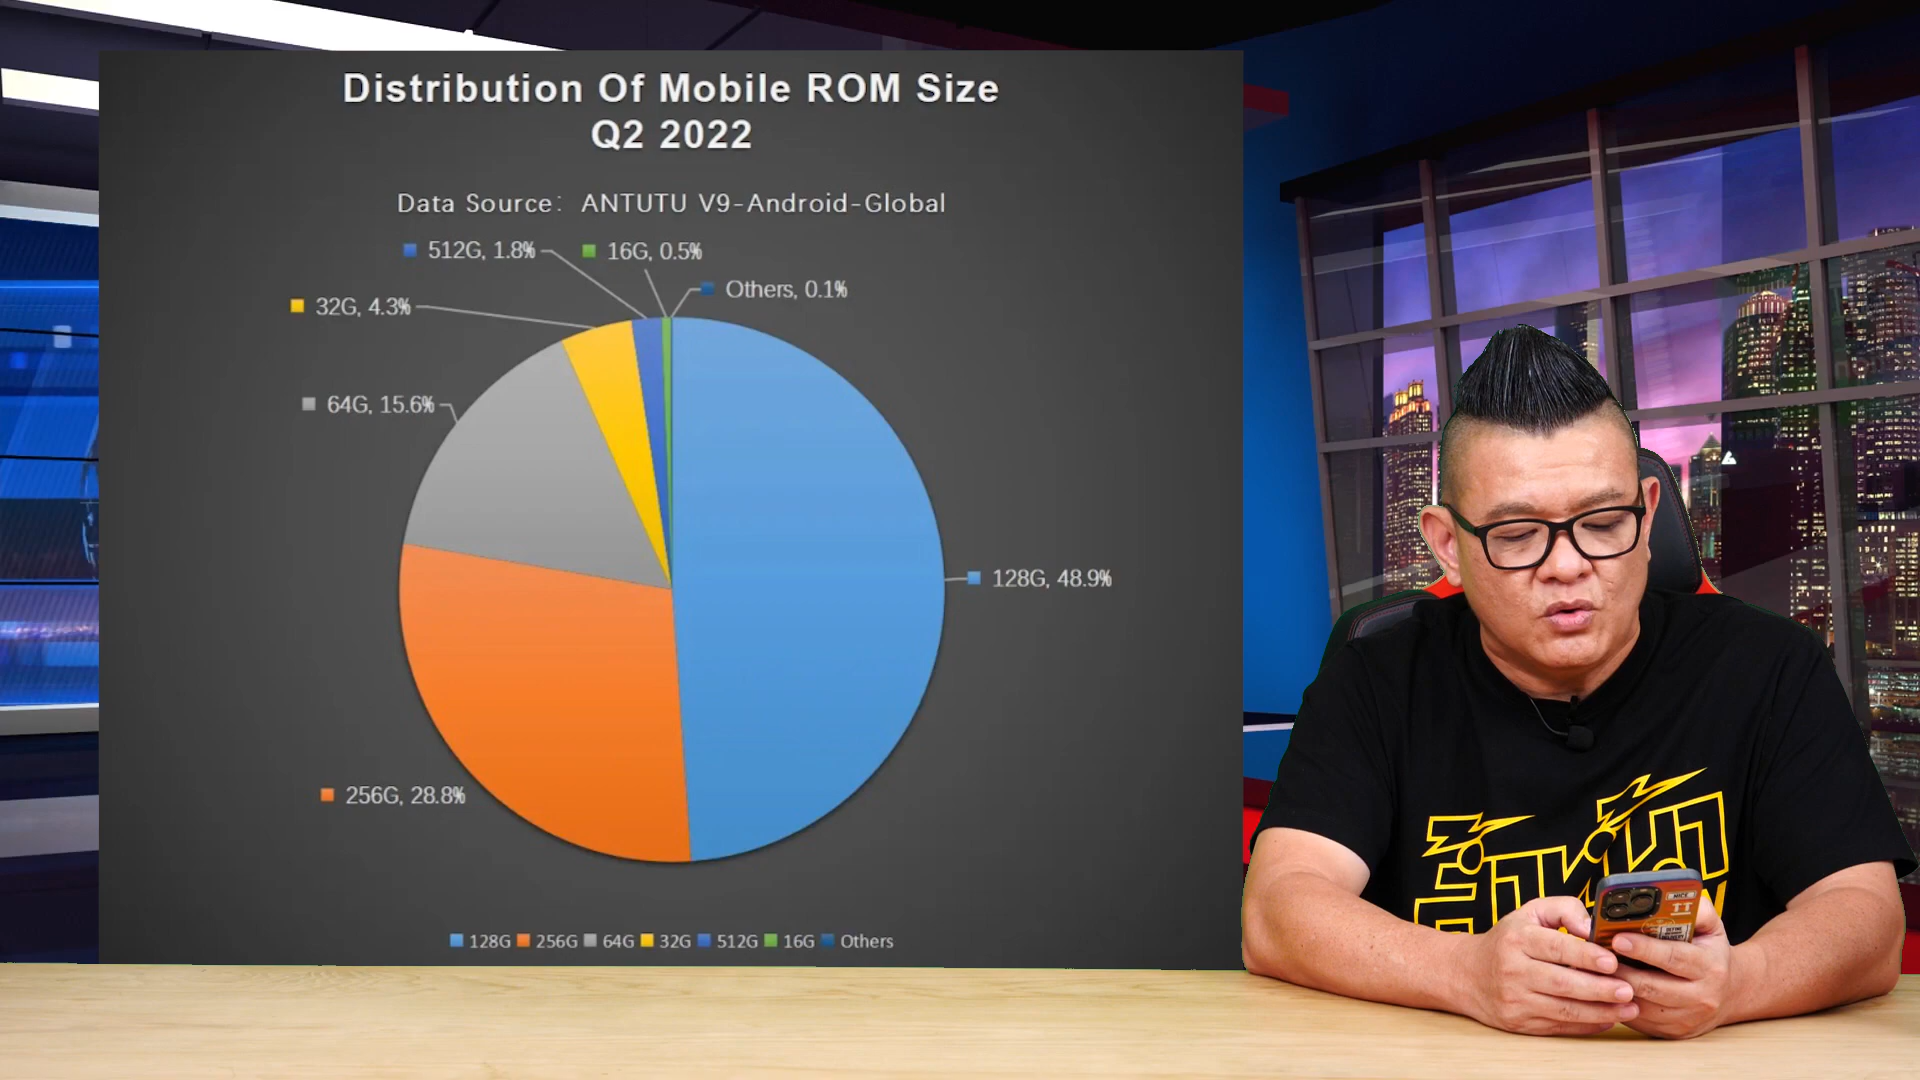 Distribution Of Mobile ROM Size
Q2 2022
Data Source: ANTUTU V9-Android-Global
512G, 1.8%
16G, 0.5%
Others, 0.1%
32G, 4.3%
64G, 15.6%
128G, 48.9%
256G, 28.8%
128G 256G 64G 32G 512G 16G Others
NICE